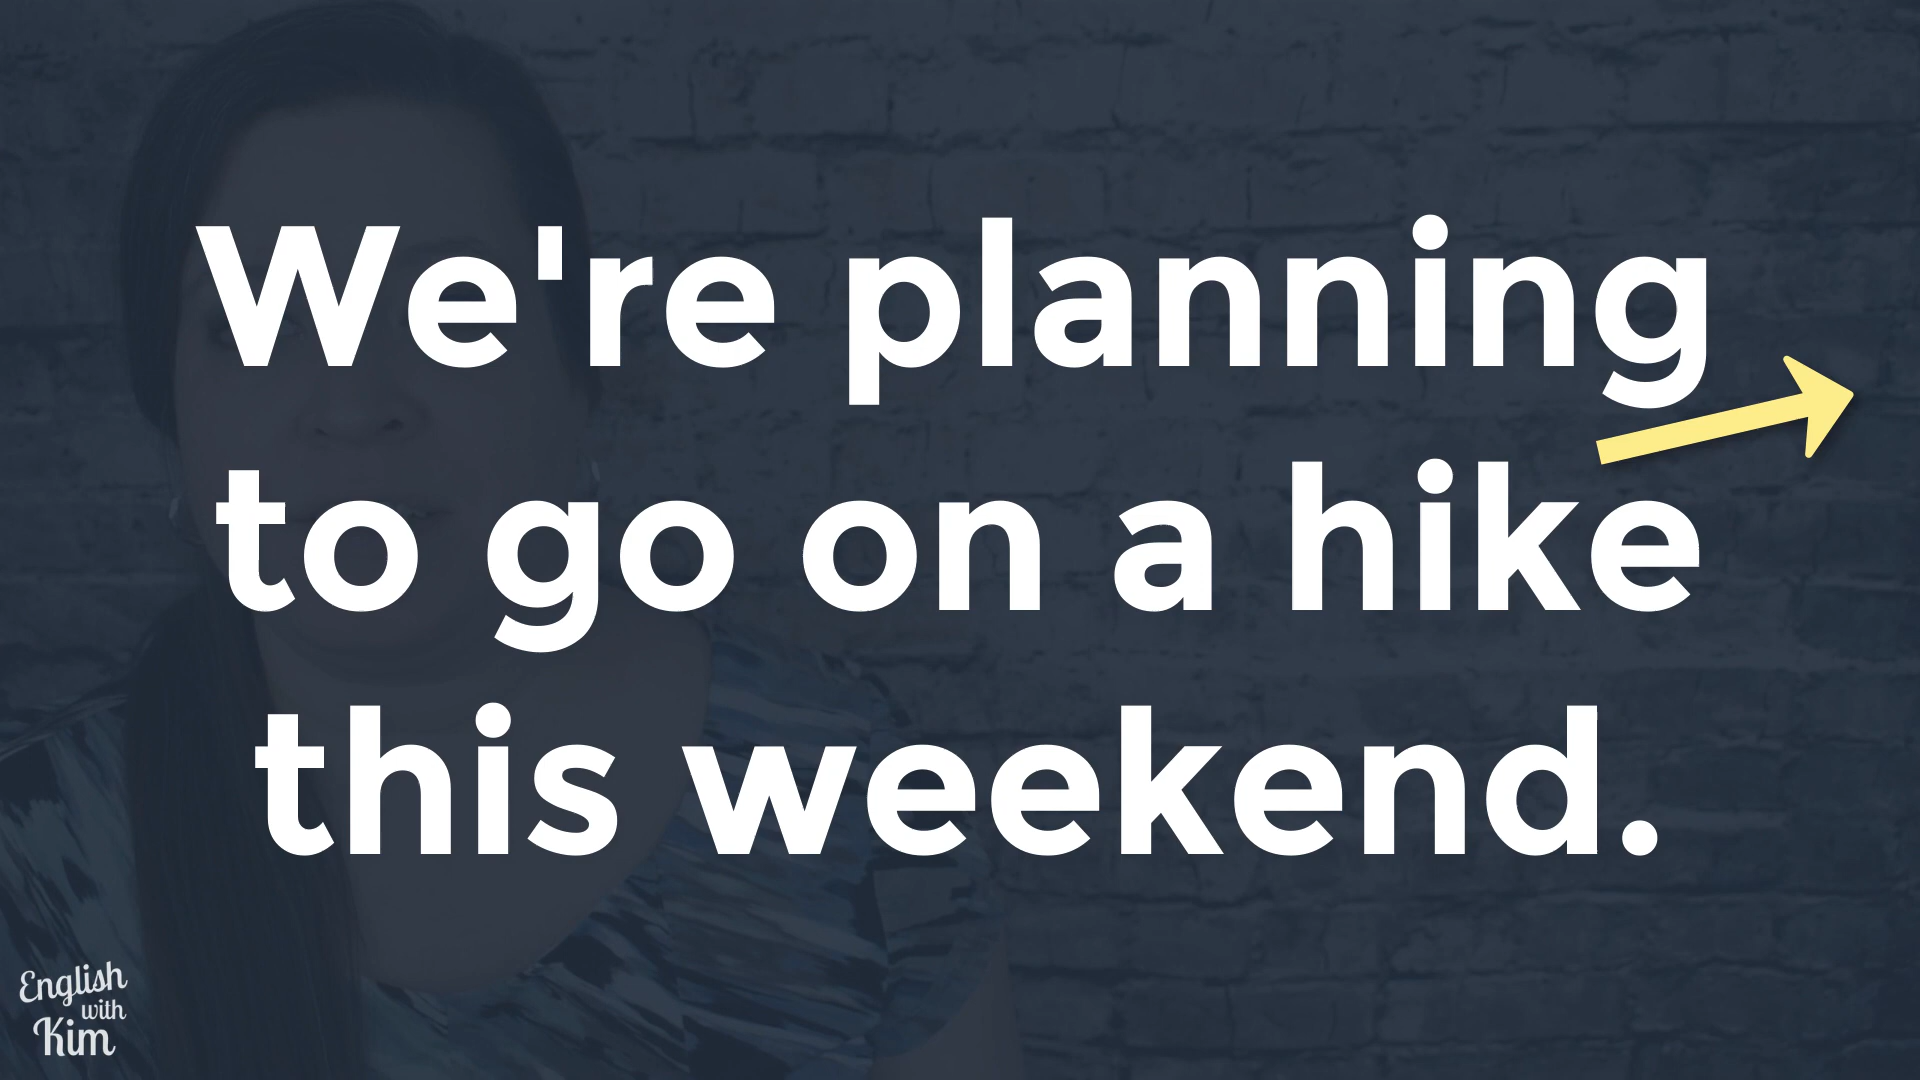 We're planning
to go on a hike
this weekend.
English
with
Kim